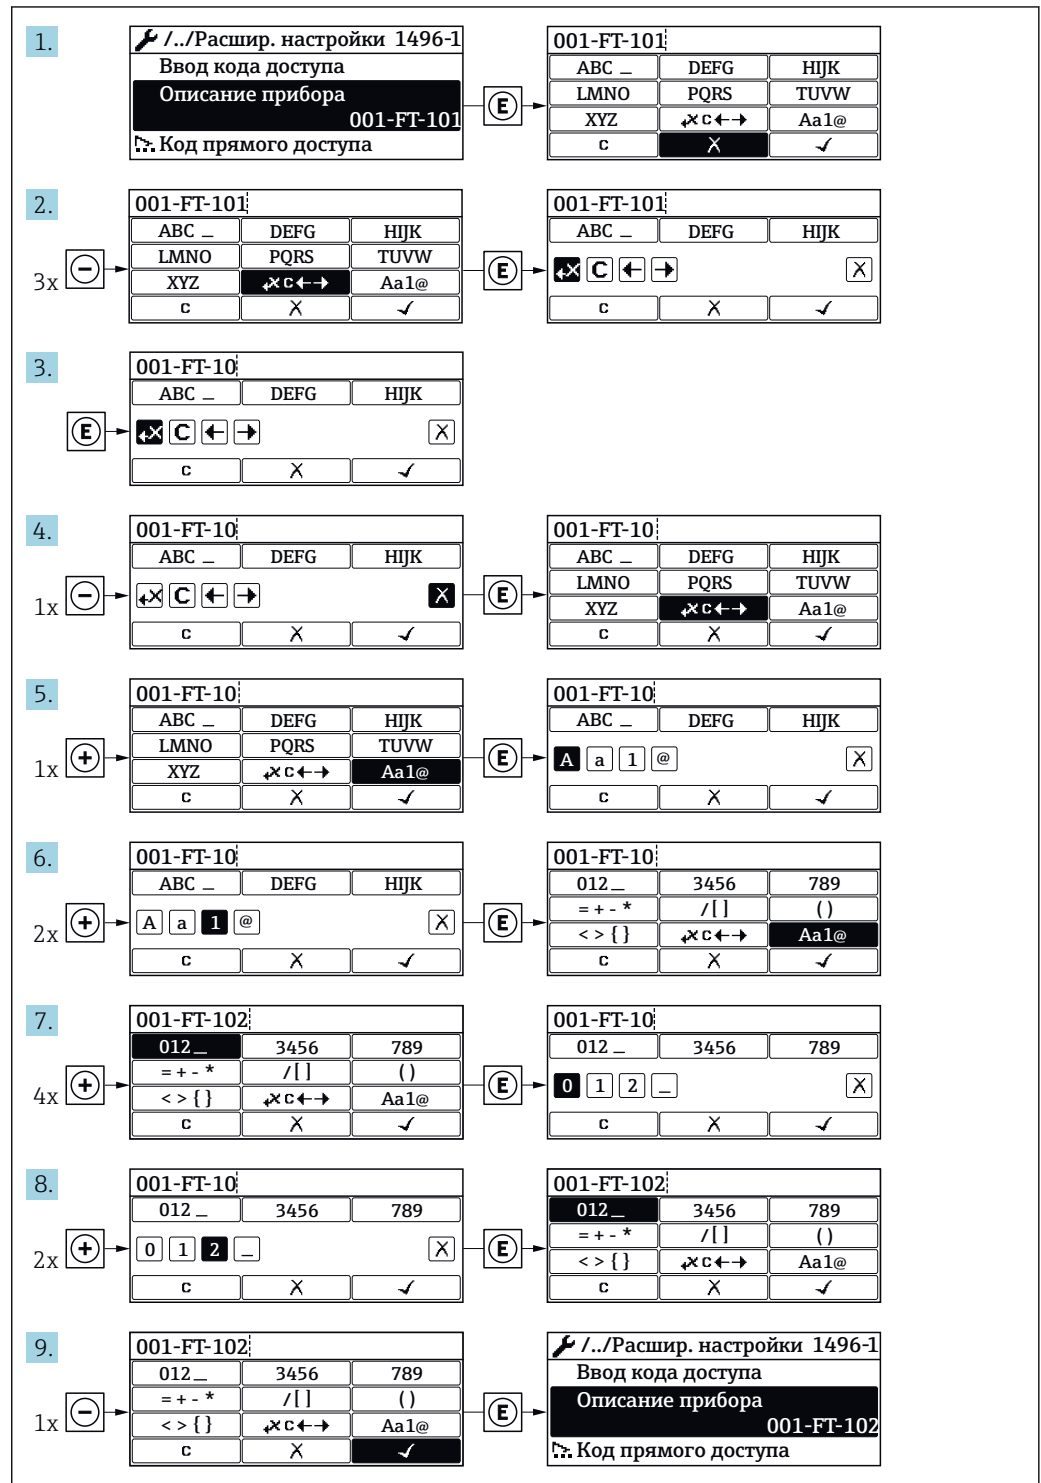 1.
/../Расшир. настройки 1496-1
Ввод кода доступа
Описание прибора
001-FT-101
Код прямого доступа
E
001-FT-101
ABC _ DEFG HIJK
LMNO PQRS TUVW
XYZ C Aa1@
C X ✓
2.
3x
001-FT-101
ABC _ DEFG HIJK
LMNO PQRS TUVW
XYZ C Aa1@
C X ✓
E
001-FT-101
ABC _ DEFG HIJK
C X
C X ✓
3.
E
001-FT-10
ABC _ DEFG HIJK
C X
C X ✓
4.
1x
001-FT-10
ABC _ DEFG HIJK
C X
C X ✓
E
001-FT-10
ABC _ DEFG HIJK
LMNO PQRS TUVW
XYZ C Aa1@
C X ✓
5.
1x
001-FT-10
ABC _ DEFG HIJK
LMNO PQRS TUVW
XYZ C Aa1@
C X ✓
E
001-FT-10
ABC _ DEFG HIJK
A a 1 @ X
C X ✓
6.
2x
001-FT-10
ABC _ DEFG HIJK
A a 1 @ X
C X ✓
E
001-FT-10
012 _ 3456 789
= + - * / [ ] ( )
< > { } C Aa1@
C X ✓
7.
4x
001-FT-102
012 _ 3456 789
= + - * / [ ] ( )
< > { } C Aa1@
C X ✓
E
001-FT-10
012 _ 3456 789
0 1 2 _ X
C X ✓
8.
2x
001-FT-10
012 _ 3456 789
0 1 2 _ X
C X ✓
E
001-FT-102
012 _ 3456 789
= + - * / [ ] ( )
< > { } C Aa1@
C X ✓
9.
1x
001-FT-102
012 _ 3456 789
= + - * / [ ] ( )
< > { } C Aa1@
C X ✓
E
/../Расшир. настройки 1496-1
Ввод кода доступа
Описание прибора
001-FT-102
Код прямого доступа